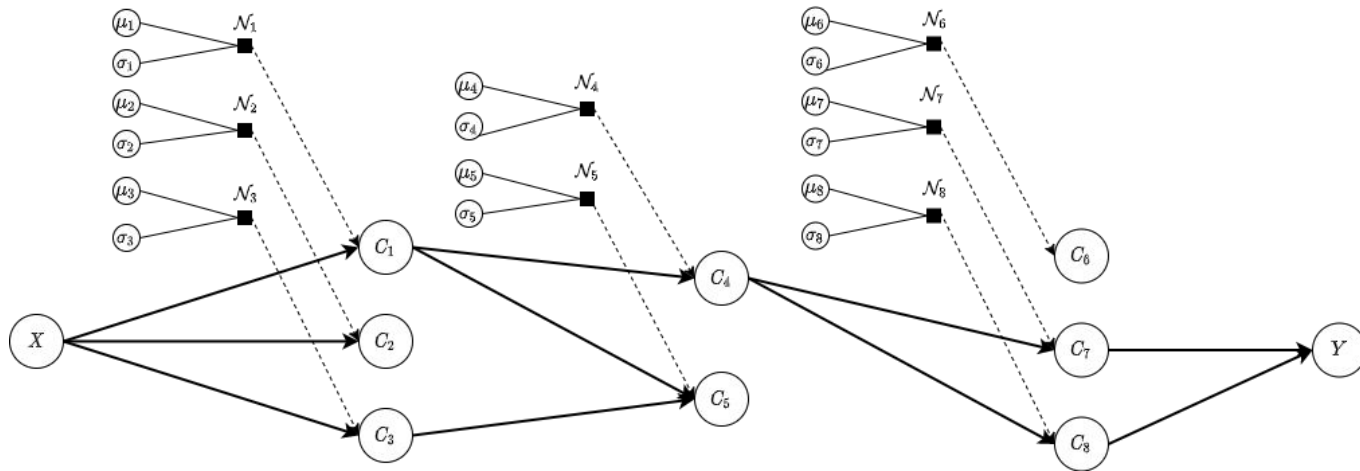 μ₁
𝒩₁
σ₁
μ₂
𝒩₂
σ₂
μ₃
𝒩₃
σ₃
μ₄
𝒩₄
σ₄
μ₅
𝒩₅
σ₅
μ₆
𝒩₆
σ₆
μ₇
𝒩₇
σ₇
μ₈
𝒩₈
σ₈
X
C₁
C₂
C₃
C₄
C₅
C₆
C₇
C₈
Y